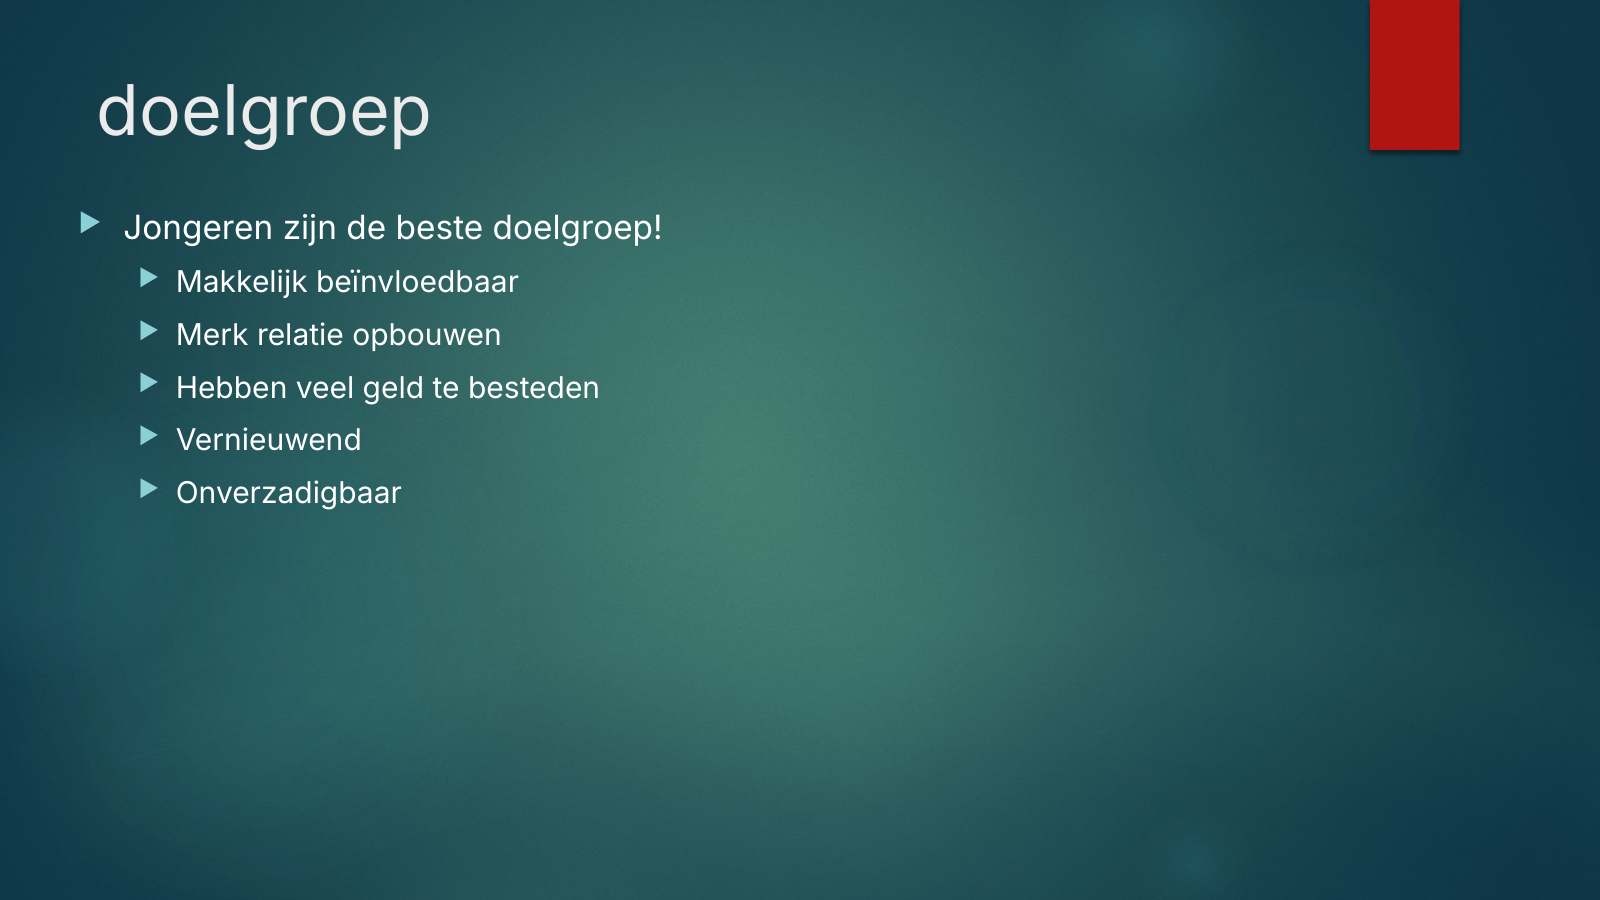 doelgroep
Jongeren zijn de beste doelgroep!
Makkelijk beïnvloedbaar
Merk relatie opbouwen
Hebben veel geld te besteden
Vernieuwend
Onverzadigbaar